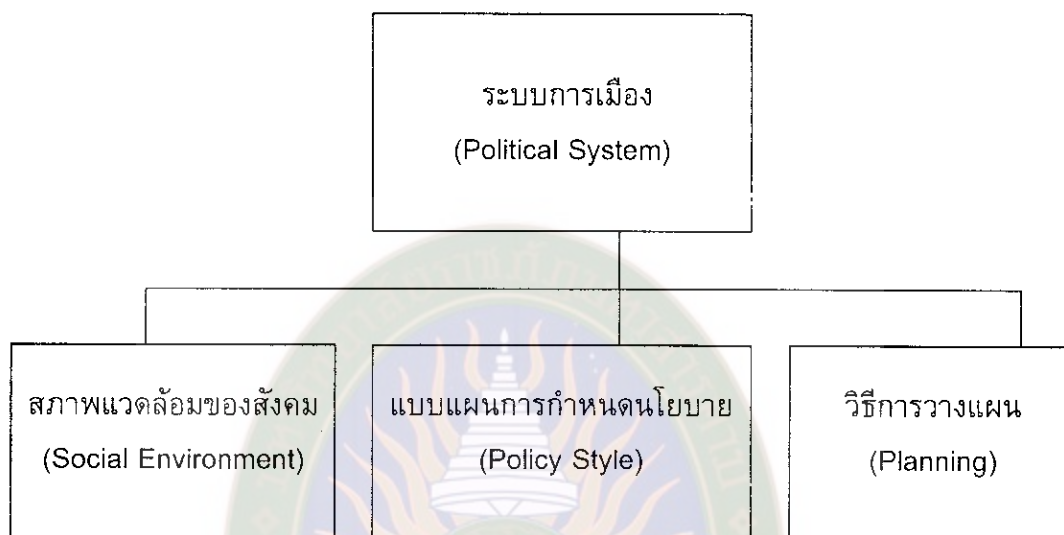 ระบบการเมือง
(Political System)
สภาพแวดล้อมของสังคม
(Social Environment)
แบบแผนการกำหนดนโยบาย
(Policy Style)
วิธีการวางแผน
(Planning)